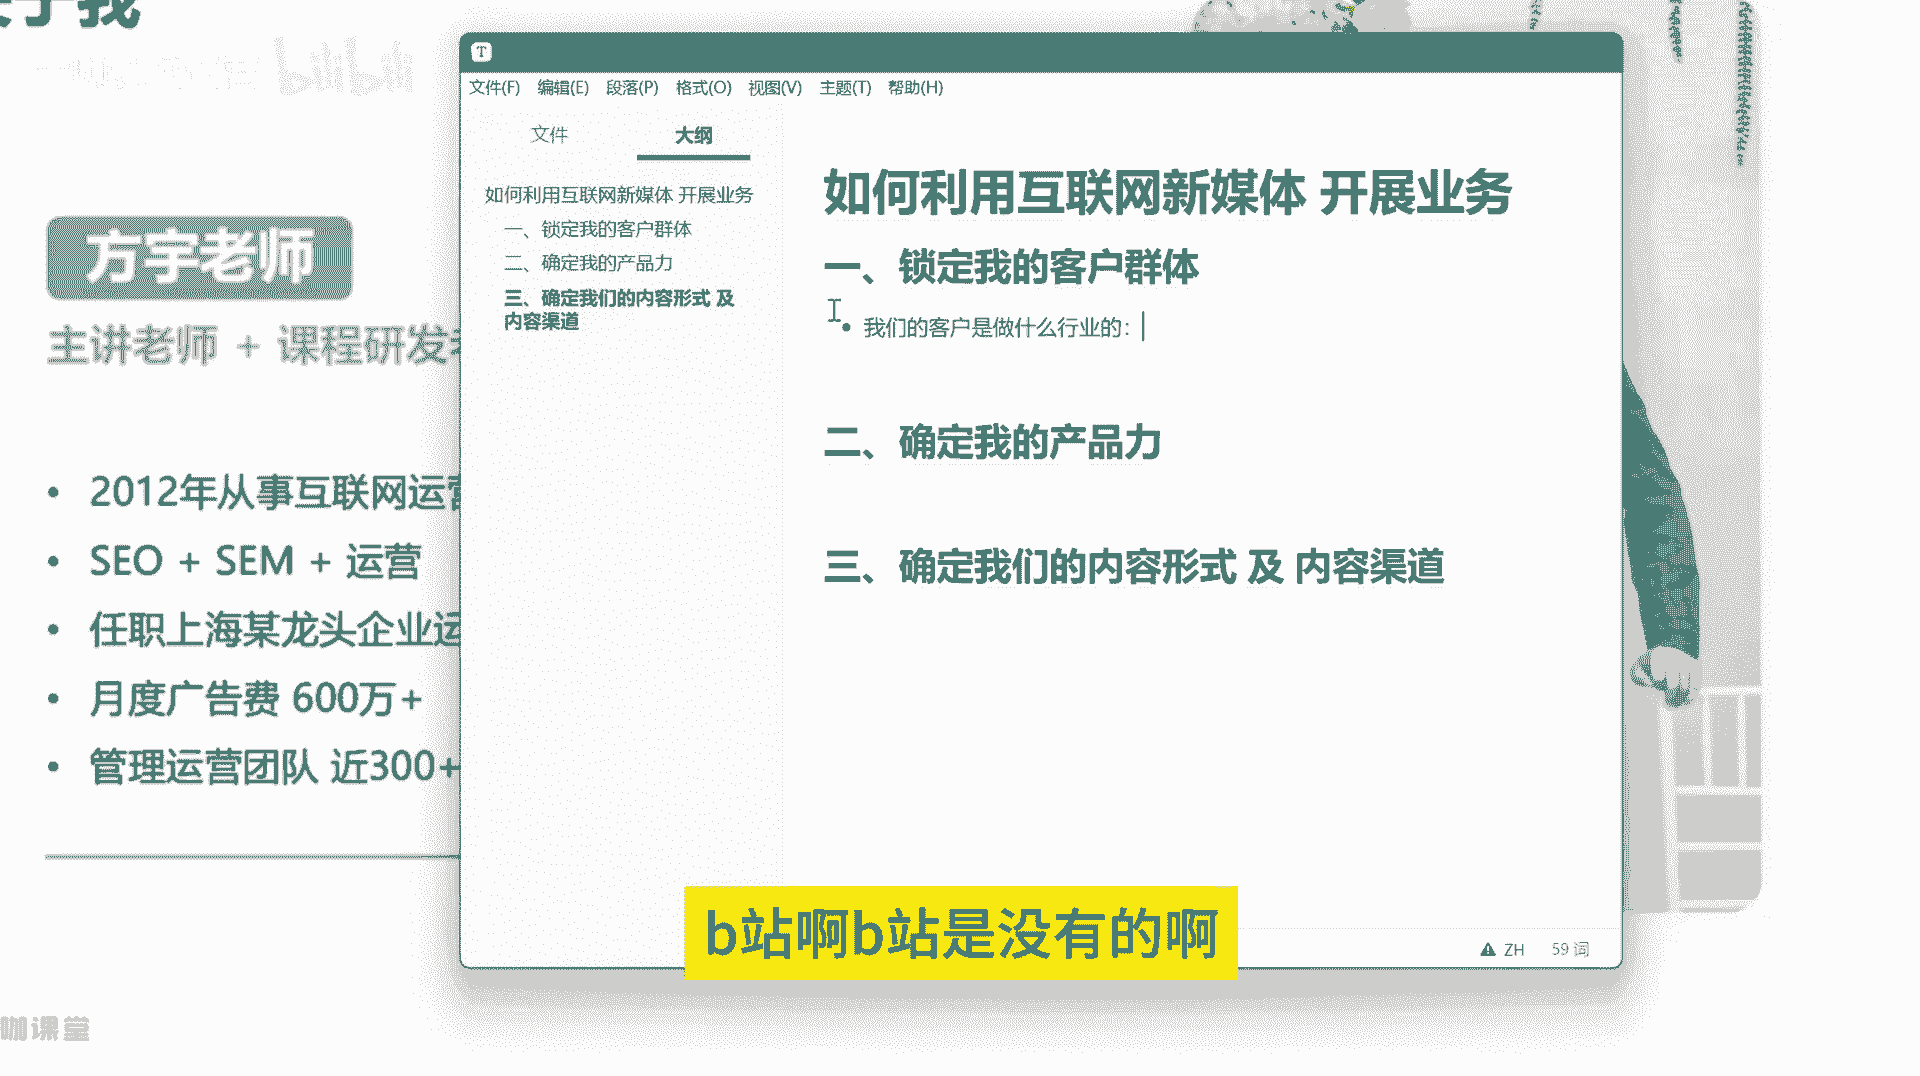 bilibili
方宇老师
主讲老师 + 课程研发
2012年从事互联网运营
SEO + SEM + 运营
任职上海某龙头企业运
月度广告费 600万+
管理运营团队 近300+
咖课堂
T
文件(F) 编辑(E) 段落(P) 格式(O) 视图(V) 主题(T) 帮助(H)
文件 大纲
如何利用互联网新媒体 开展业务
一、锁定我的客户群体
二、确定我的产品力
三、确定我们的内容形式 及
内容渠道
如何利用互联网新媒体 开展业务
一、锁定我的客户群体
我们的客户是做什么行业的:
二、确定我的产品力
三、确定我们的内容形式 及 内容渠道
ZH 59 词
b站啊b站是没有的啊